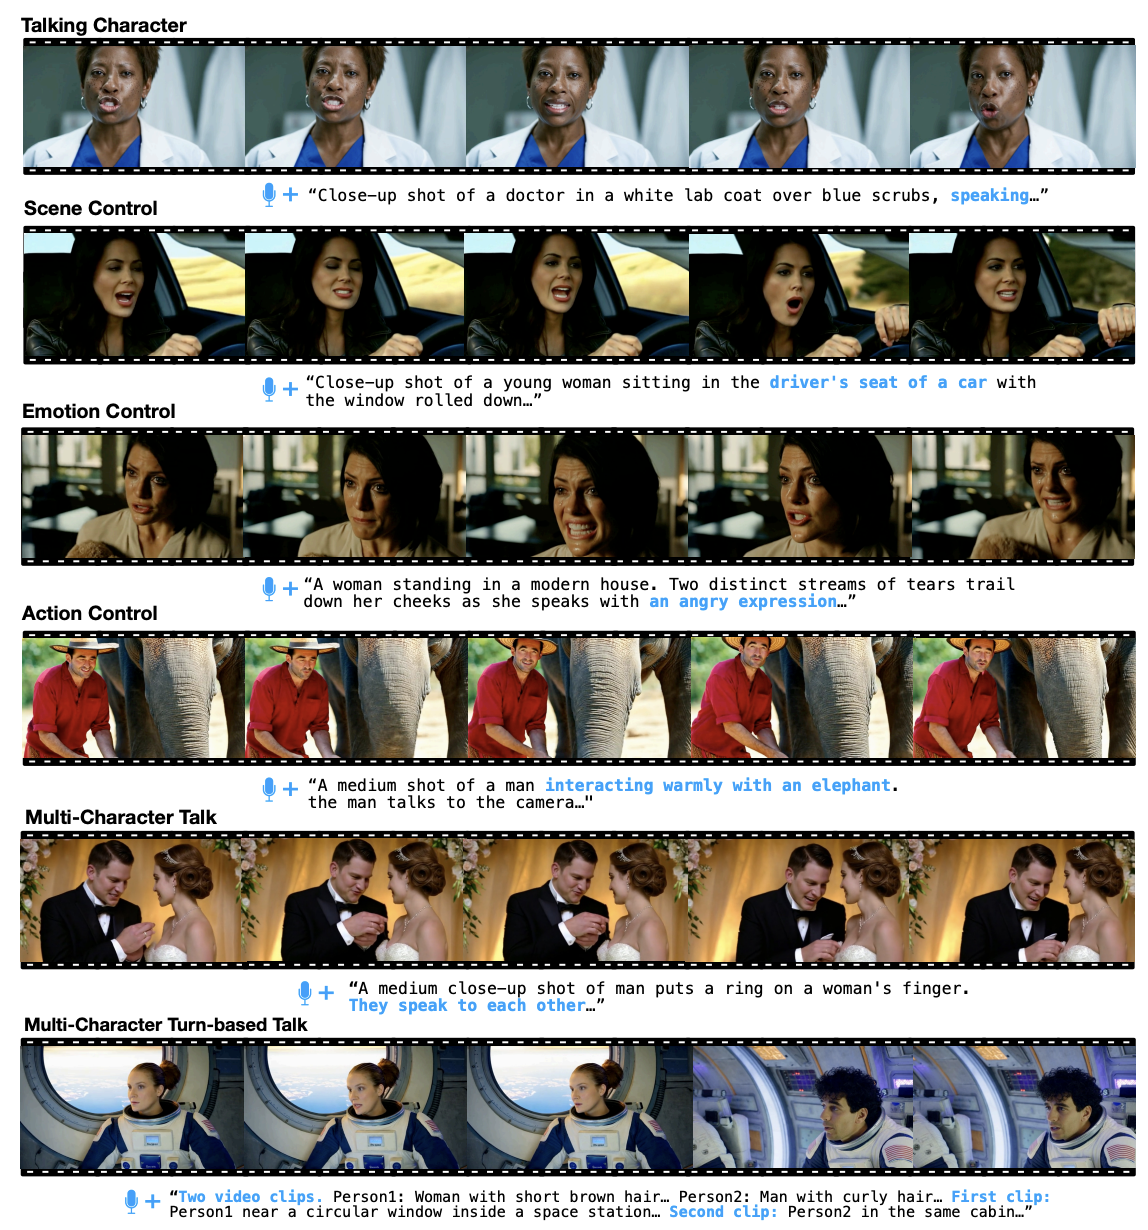 Talking Character
+ “Close-up shot of a doctor in a white lab coat over blue scrubs, speaking…”
Scene Control
+ “Close-up shot of a young woman sitting in the driver's seat of a car with
the window rolled down…”
Emotion Control
+ “A woman standing in a modern house. Two distinct streams of tears trail
down her cheeks as she speaks with an angry expression…”
Action Control
+ “A medium shot of a man interacting warmly with an elephant.
the man talks to the camera…"
Multi-Character Talk
+ “A medium close-up shot of man puts a ring on a woman's finger.
They speak to each other…”
Multi-Character Turn-based Talk
+ “Two video clips. Person1: Woman with short brown hair… Person2: Man with curly hair… First clip:
Person1 near a circular window inside a space station… Second clip: Person2 in the same cabin…”